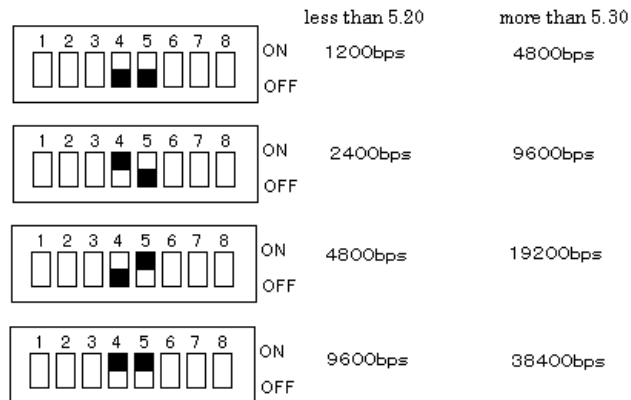 less than 5.20 more than 5.30
1 2 3 4 5 6 7 8 ON 1200bps 4800bps
OFF
1 2 3 4 5 6 7 8 ON 2400bps 9600bps
OFF
1 2 3 4 5 6 7 8 ON 4800bps 19200bps
OFF
1 2 3 4 5 6 7 8 ON 9600bps 38400bps
OFF